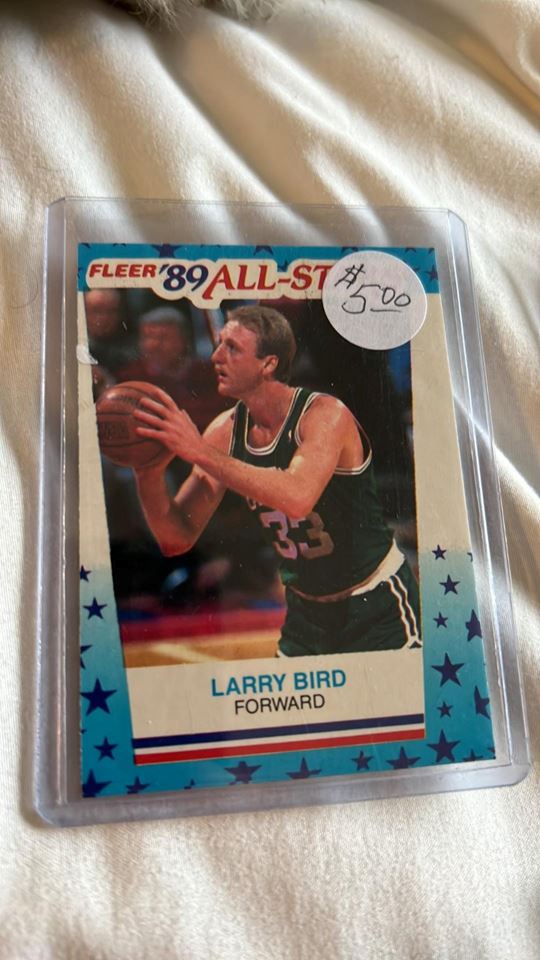 FLEER '89 ALL-ST
$5.00
33
LARRY BIRD
FORWARD